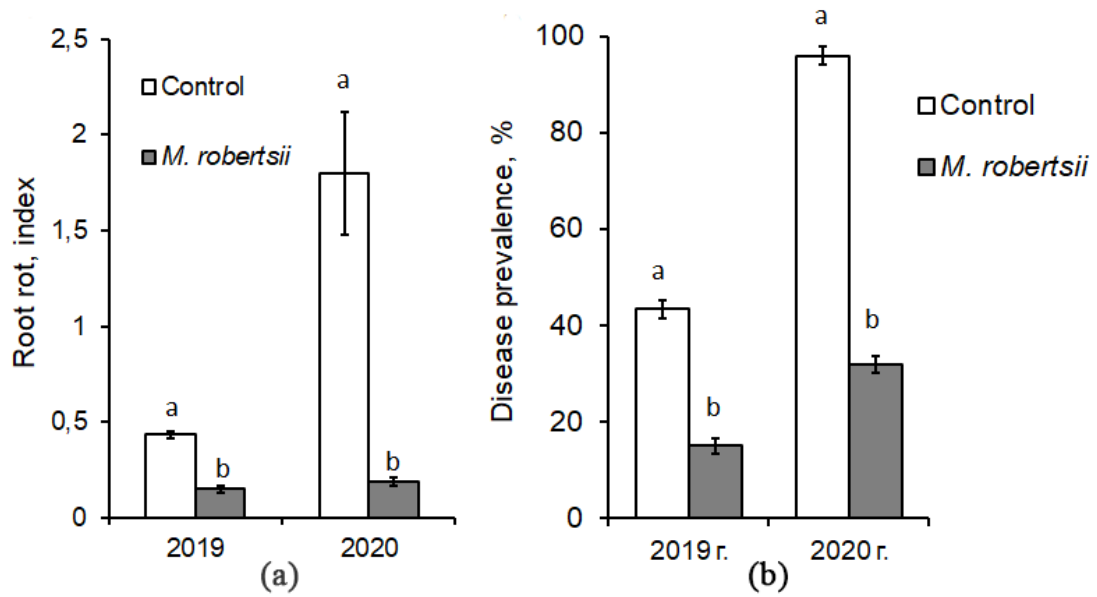 Root rot, index
2,5
2
1,5
1
0,5
0
Control
M. robertsii
a
b
a
b
2019
2020
(a)
Disease prevalence, %
100
80
60
40
20
0
a
b
a
b
Control
M. robertsii
2019 г.
2020 г.
(b)